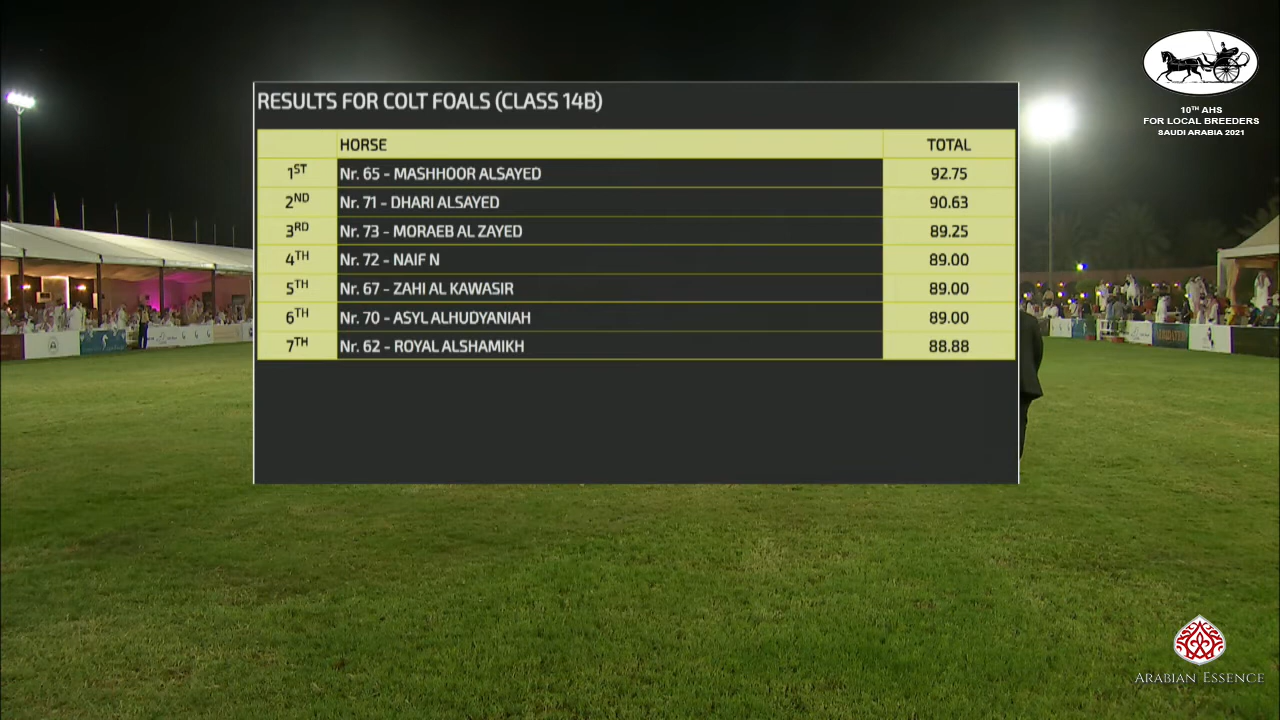 10TH AHS
FOR LOCAL BREEDERS
SAUDI ARABIA 2021
RESULTS FOR COLT FOALS (CLASS 14B)
HORSE TOTAL
1ST Nr. 65 - MASHHOOR ALSAYED 92.75
2ND Nr. 71 - DHARI ALSAYED 90.63
3RD Nr. 73 - MORAEB AL ZAYED 89.25
4TH Nr. 72 - NAIF N 89.00
5TH Nr. 67 - ZAHI AL KAWASIR 89.00
6TH Nr. 70 - ASYL ALHUDYANIAH 89.00
7TH Nr. 62 - ROYAL ALSHAMIKH 88.88
ARABIAN ESSENCE